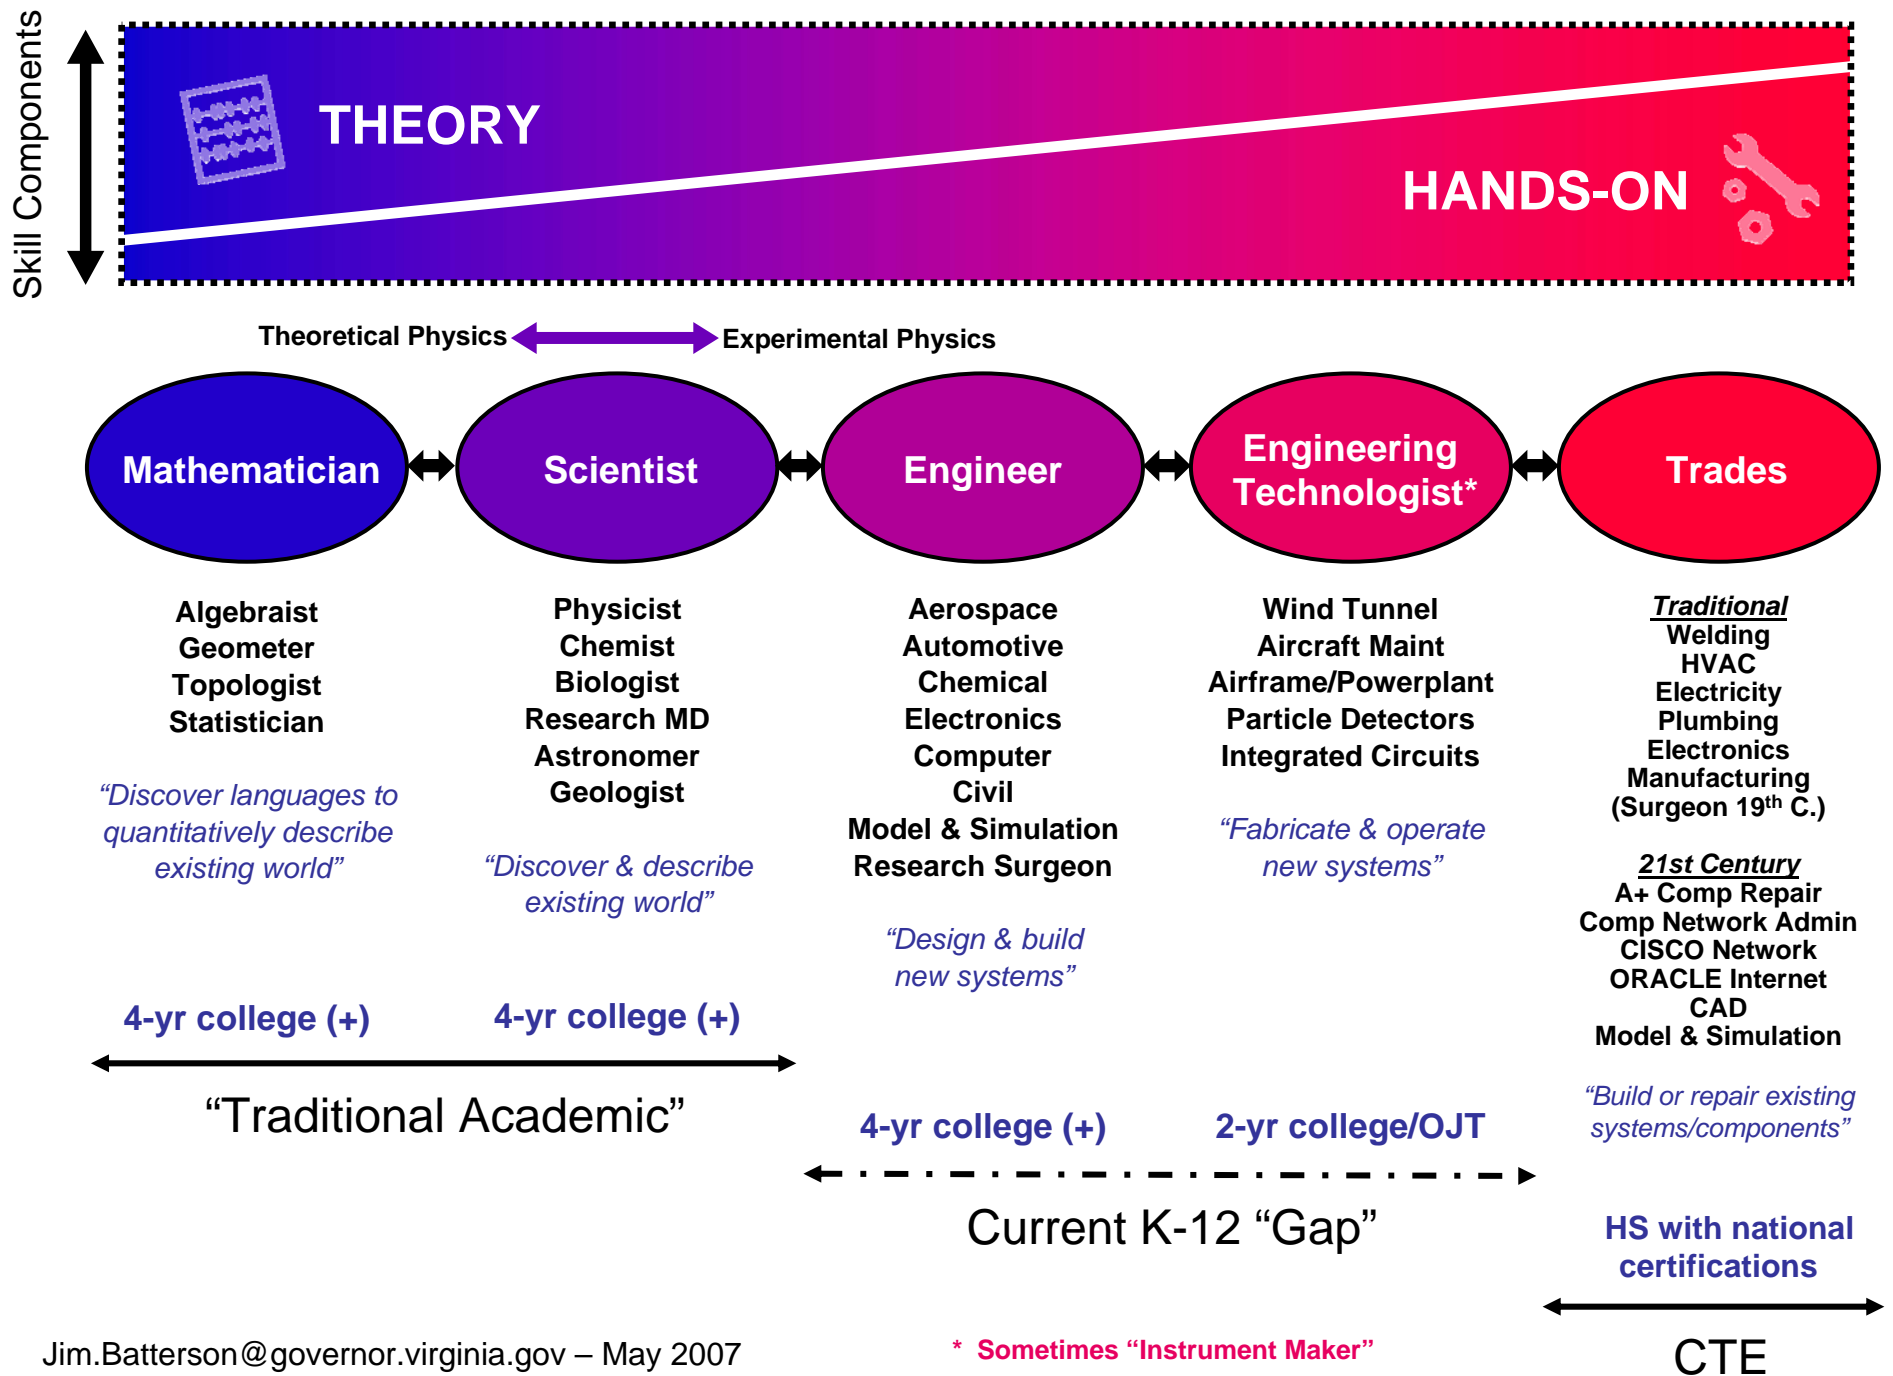 Skill Components
THEORY
HANDS-ON
Theoretical Physics
Experimental Physics
Mathematician
Scientist
Engineer
Engineering
Technologist*
Trades
Algebraist
Geometer
Topologist
Statistician
“Discover languages to
quantitatively describe
existing world”
4-yr college (+)
Physicist
Chemist
Biologist
Research MD
Astronomer
Geologist
“Discover & describe
existing world”
4-yr college (+)
“Traditional Academic”
Aerospace
Automotive
Chemical
Electronics
Computer
Civil
Model & Simulation
Research Surgeon
“Design & build
new systems”
4-yr college (+)
Wind Tunnel
Aircraft Maint
Airframe/Powerplant
Particle Detectors
Integrated Circuits
“Fabricate & operate
new systems”
2-yr college/OJT
Current K-12 “Gap”
Traditional
Welding
HVAC
Electricity
Plumbing
Electronics
Manufacturing
(Surgeon 19th C.)
21st Century
A+ Comp Repair
Comp Network Admin
CISCO Network
ORACLE Internet
CAD
Model & Simulation
“Build or repair existing
systems/components”
HS with national
certifications
CTE
Jim.Batterson@governor.virginia.gov – May 2007
* Sometimes “Instrument Maker”